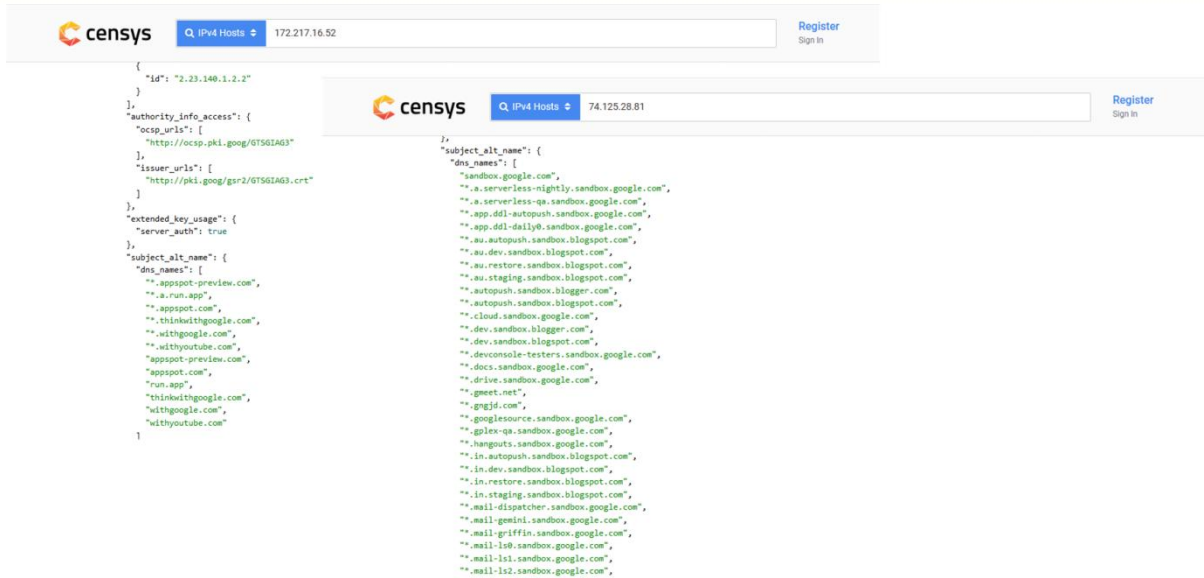 censys
IPv4 Hosts
172.217.16.52
Register
Sign In
{
"id": "2.23.140.1.2.2"
}
],
"authority_info_access": {
"ocsp_urls": [
"http://ocsp.pki.goog/GTSGIAG3"
],
"issuer_urls": [
"http://pki.goog/gsr2/GTSGIAG3.crt"
]
},
"extended_key_usage": {
"server_auth": true
},
"subject_alt_name": {
"dns_names": [
"*.appspot-preview.com",
"*.a.run.app",
"*.appspot.com",
"*.thinkwithgoogle.com",
"*.withgoogle.com",
"*.withyoutube.com",
"appspot-preview.com",
"appspot.com",
"run.app",
"thinkwithgoogle.com",
"withgoogle.com",
"withyoutube.com"
]
censys
IPv4 Hosts
74.125.28.81
Register
Sign In
},
"subject_alt_name": {
"dns_names": [
"sandbox.google.com",
"*.a.serverless-nightly.sandbox.google.com",
"*.a.serverless-qa.sandbox.google.com",
"*.app.ddl-autopush.sandbox.google.com",
"*.app.ddl-daily0.sandbox.google.com",
"*.au.autopush.sandbox.blogspot.com",
"*.au.dev.sandbox.blogspot.com",
"*.au.restore.sandbox.blogspot.com",
"*.au.staging.sandbox.blogspot.com",
"*.autopush.sandbox.blogger.com",
"*.autopush.sandbox.blogspot.com",
"*.cloud.sandbox.google.com",
"*.dev.sandbox.blogger.com",
"*.dev.sandbox.blogspot.com",
"*.devconsole-testers.sandbox.google.com",
"*.docs.sandbox.google.com",
"*.drive.sandbox.google.com",
"*.gmeet.net",
"*.gngjd.com",
"*.googlesource.sandbox.google.com",
"*.gplex-qa.sandbox.google.com",
"*.hangouts.sandbox.google.com",
"*.in.autopush.sandbox.blogspot.com",
"*.in.dev.sandbox.blogspot.com",
"*.in.restore.sandbox.blogspot.com",
"*.in.staging.sandbox.blogspot.com",
"*.mail-dispatcher.sandbox.google.com",
"*.mail-gemini.sandbox.google.com",
"*.mail-griffin.sandbox.google.com",
"*.mail-ls0.sandbox.google.com",
"*.mail-ls1.sandbox.google.com",
"*.mail-ls2.sandbox.google.com",